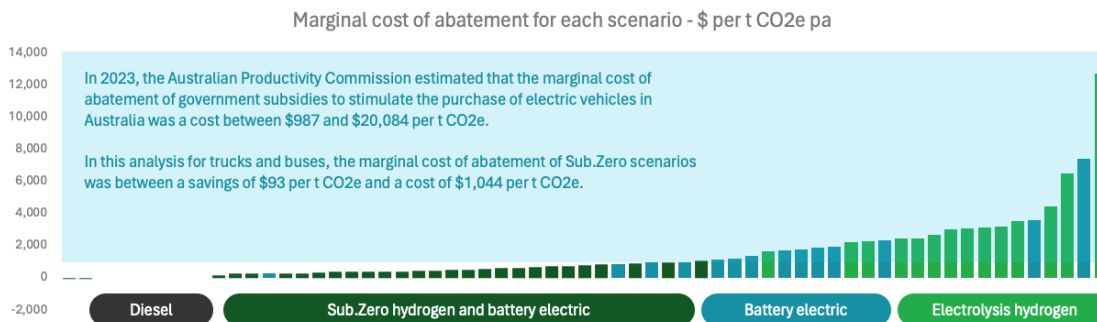 Marginal cost of abatement for each scenario - $ per t CO2e pa
14,000
12,000
10,000
8,000
6,000
4,000
2,000
0
-2,000
In 2023, the Australian Productivity Commission estimated that the marginal cost of
abatement of government subsidies to stimulate the purchase of electric vehicles in
Australia was a cost between $987 and $20,084 per t CO2e.
In this analysis for trucks and buses, the marginal cost of abatement of Sub.Zero scenarios
was between a savings of $93 per t CO2e and a cost of $1,044 per t CO2e.
Diesel
Sub.Zero hydrogen and battery electric
Battery electric
Electrolysis hydrogen